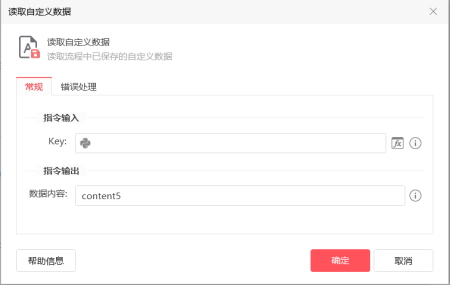 读取自定义数据
读取自定义数据
读取流程中已保存的自定义数据
常规 错误处理
指令输入
Key:
fx
指令输出
数据内容: content5
帮助信息 确定 取消